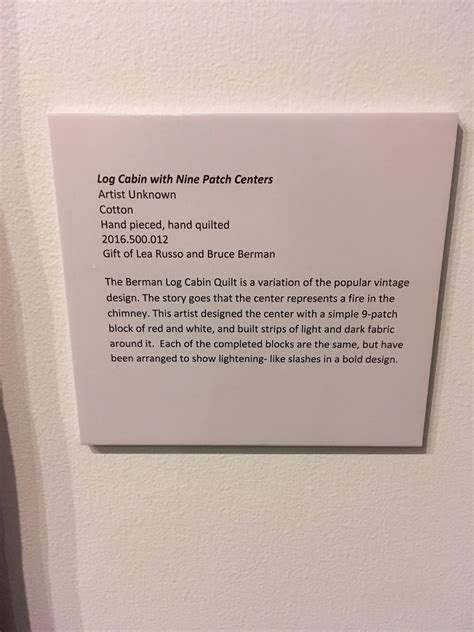 Log Cabin with Nine Patch Centers
Artist Unknown
Cotton
Hand pieced, hand quilted
2016.500.012
Gift of Lea Russo and Bruce Berman
The Berman Log Cabin Quilt is a variation of the popular vintage
design. The story goes that the center represents a fire in the
chimney. This artist designed the center with a simple 9-patch
block of red and white, and built strips of light and dark fabric
around it.  Each of the completed blocks are the same, but have
been arranged to show lightening- like slashes in a bold design.